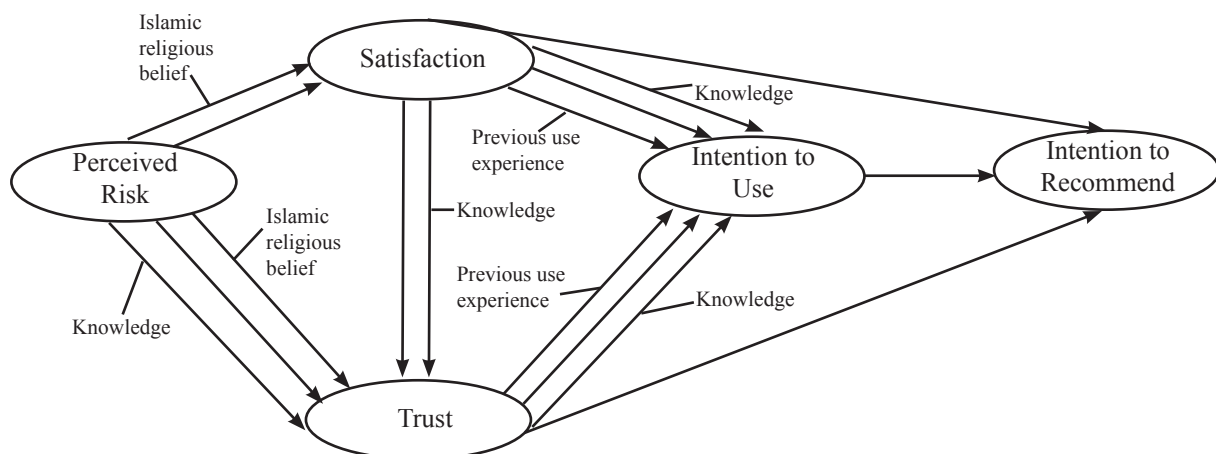 Islamic
religious
belief
Satisfaction
Knowledge
Previous use
experience
Perceived
Risk
Intention to
Use
Intention to
Recommend
Islamic
religious
belief
Knowledge
Previous use
experience
Knowledge
Knowledge
Trust